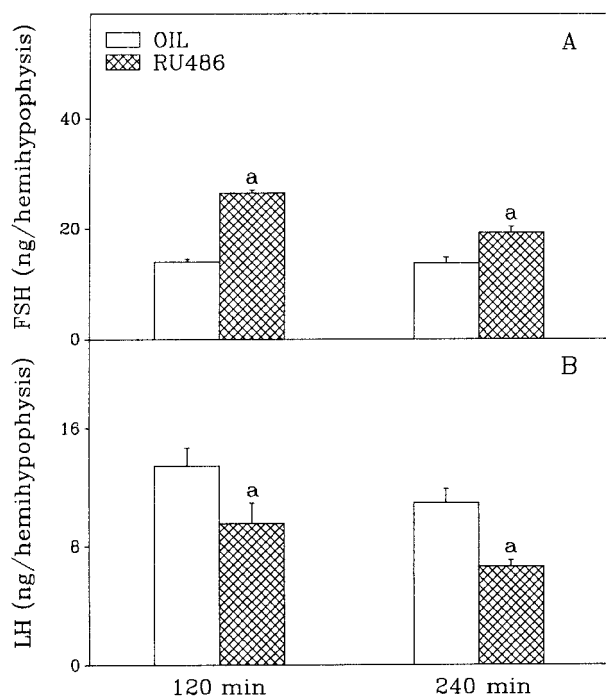 OIL
RU486
A
FSH (ng/hemihypophysis)
40
20
0
a
a
B
LH (ng/hemihypophysis)
16
8
0
a
a
120 min
240 min